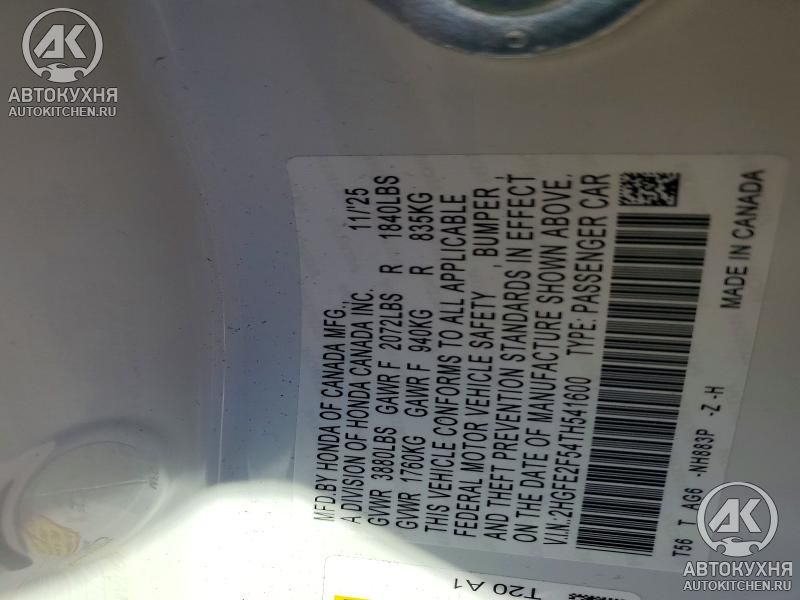 AK
АВТОКУХНЯ
AUTOKITCHEN.RU
MFD.BY HONDA OF CANADA MFG., 11/'25
A DIVISION OF HONDA CANADA INC.
GVWR 3880LBS GAWR F 2072LBS R 1840LBS
GVWR 1760KG GAWR F 940KG R 835KG
THIS VEHICLE CONFORMS TO ALL APPLICABLE
FEDERAL MOTOR VEHICLE SAFETY , BUMPER ,
AND THEFT PREVENTION STANDARDS IN EFFECT
ON THE DATE OF MANUFACTURE SHOWN ABOVE.
V.I.N.:2HGFE2F54TH541600 TYPE: PASSENGER CAR
T56 T AG6 -NH883P -Z -H
MADE IN CANADA
T20 A1
AK
АВТОКУХНЯ
AUTOKITCHEN.RU